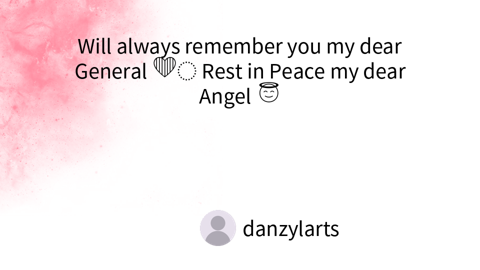 Will always remember you my dear
General ♥️ Rest in Peace my dear
Angel 😇
danzylarts